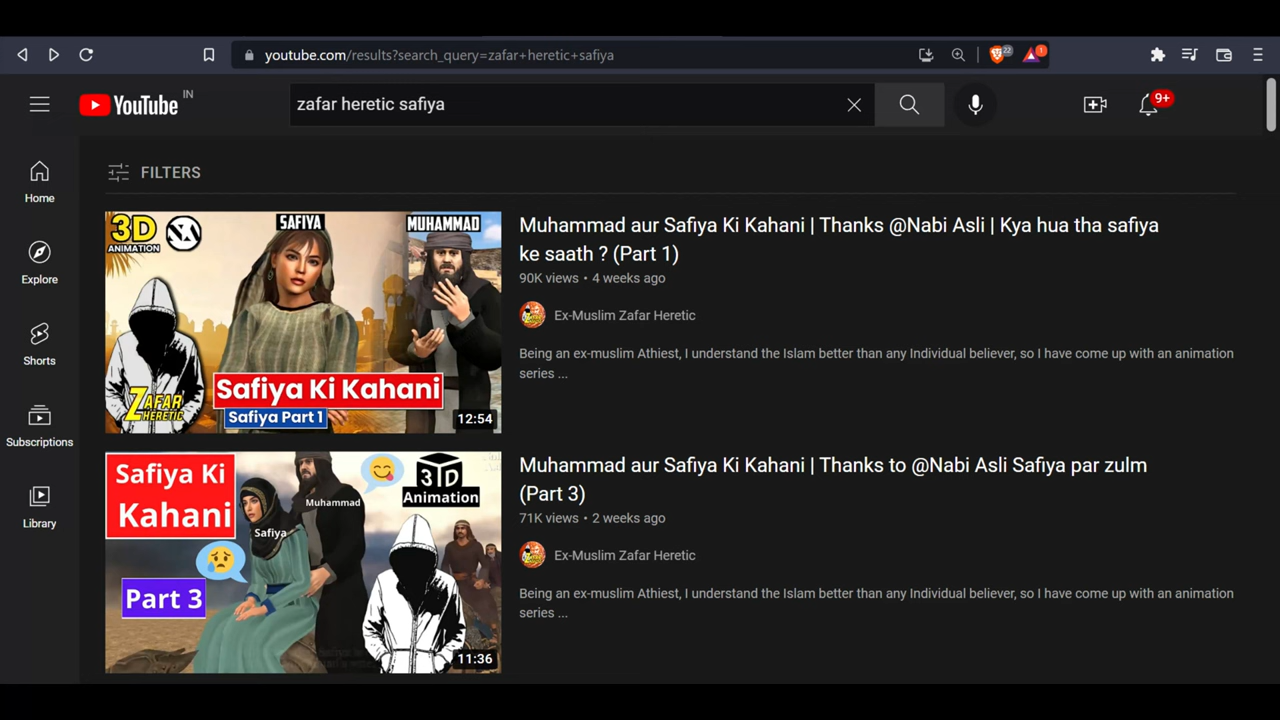 youtube.com/results?search_query=zafar+heretic+safiya
22
1
YouTube IN
zafar heretic safiya
9+
FILTERS
Home
Explore
Shorts
Subscriptions
Library
3D
ANIMATION
SAFIYA
MUHAMMAD
ZAFAR
HERETIC
Safiya Ki Kahani
Safiya Part 1
12:54
Muhammad aur Safiya Ki Kahani | Thanks @Nabi Asli | Kya hua tha safiya
ke saath ? (Part 1)
90K views • 4 weeks ago
Ex-Muslim Zafar Heretic
Being an ex-muslim Athiest, I understand the Islam better than any Individual believer, so I have come up with an animation
series ...
Safiya Ki
Kahani
3D
Animation
Muhammad
Safiya
Part 3
11:36
Muhammad aur Safiya Ki Kahani | Thanks to @Nabi Asli Safiya par zulm
(Part 3)
71K views • 2 weeks ago
Ex-Muslim Zafar Heretic
Being an ex-muslim Athiest, I understand the Islam better than any Individual believer, so I have come up with an animation
series ...